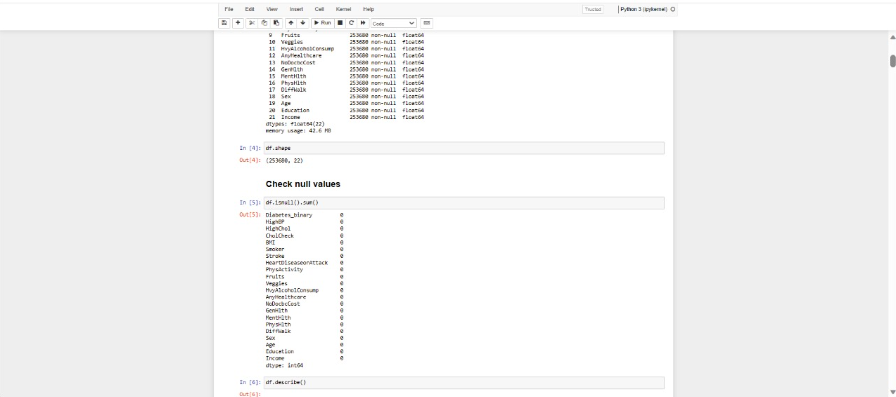 File Edit View Insert Cell Kernel Help Trusted Python 3 (ipykernel)
Run Code
9 Fruits 253680 non-null float64
10 Veggies 253680 non-null float64
11 HvyAlcoholConsump 253680 non-null float64
12 AnyHealthcare 253680 non-null float64
13 NoDocbcCost 253680 non-null float64
14 GenHlth 253680 non-null float64
15 MentHlth 253680 non-null float64
16 PhysHlth 253680 non-null float64
17 DiffWalk 253680 non-null float64
18 Sex 253680 non-null float64
19 Age 253680 non-null float64
20 Education 253680 non-null float64
21 Income 253680 non-null float64
dtypes: float64(22)
memory usage: 42.6 MB
In [4]: df.shape
Out[4]: (253680, 22)
Check null values
In [5]: df.isnull().sum()
Out[5]: Diabetes_binary 0
HighBP 0
HighChol 0
CholCheck 0
BMI 0
Smoker 0
Stroke 0
HeartDiseaseorAttack 0
PhysActivity 0
Fruits 0
Veggies 0
HvyAlcoholConsump 0
AnyHealthcare 0
NoDocbcCost 0
GenHlth 0
MentHlth 0
PhysHlth 0
DiffWalk 0
Sex 0
Age 0
Education 0
Income 0
dtype: int64
In [6]: df.describe()
Out[6]: